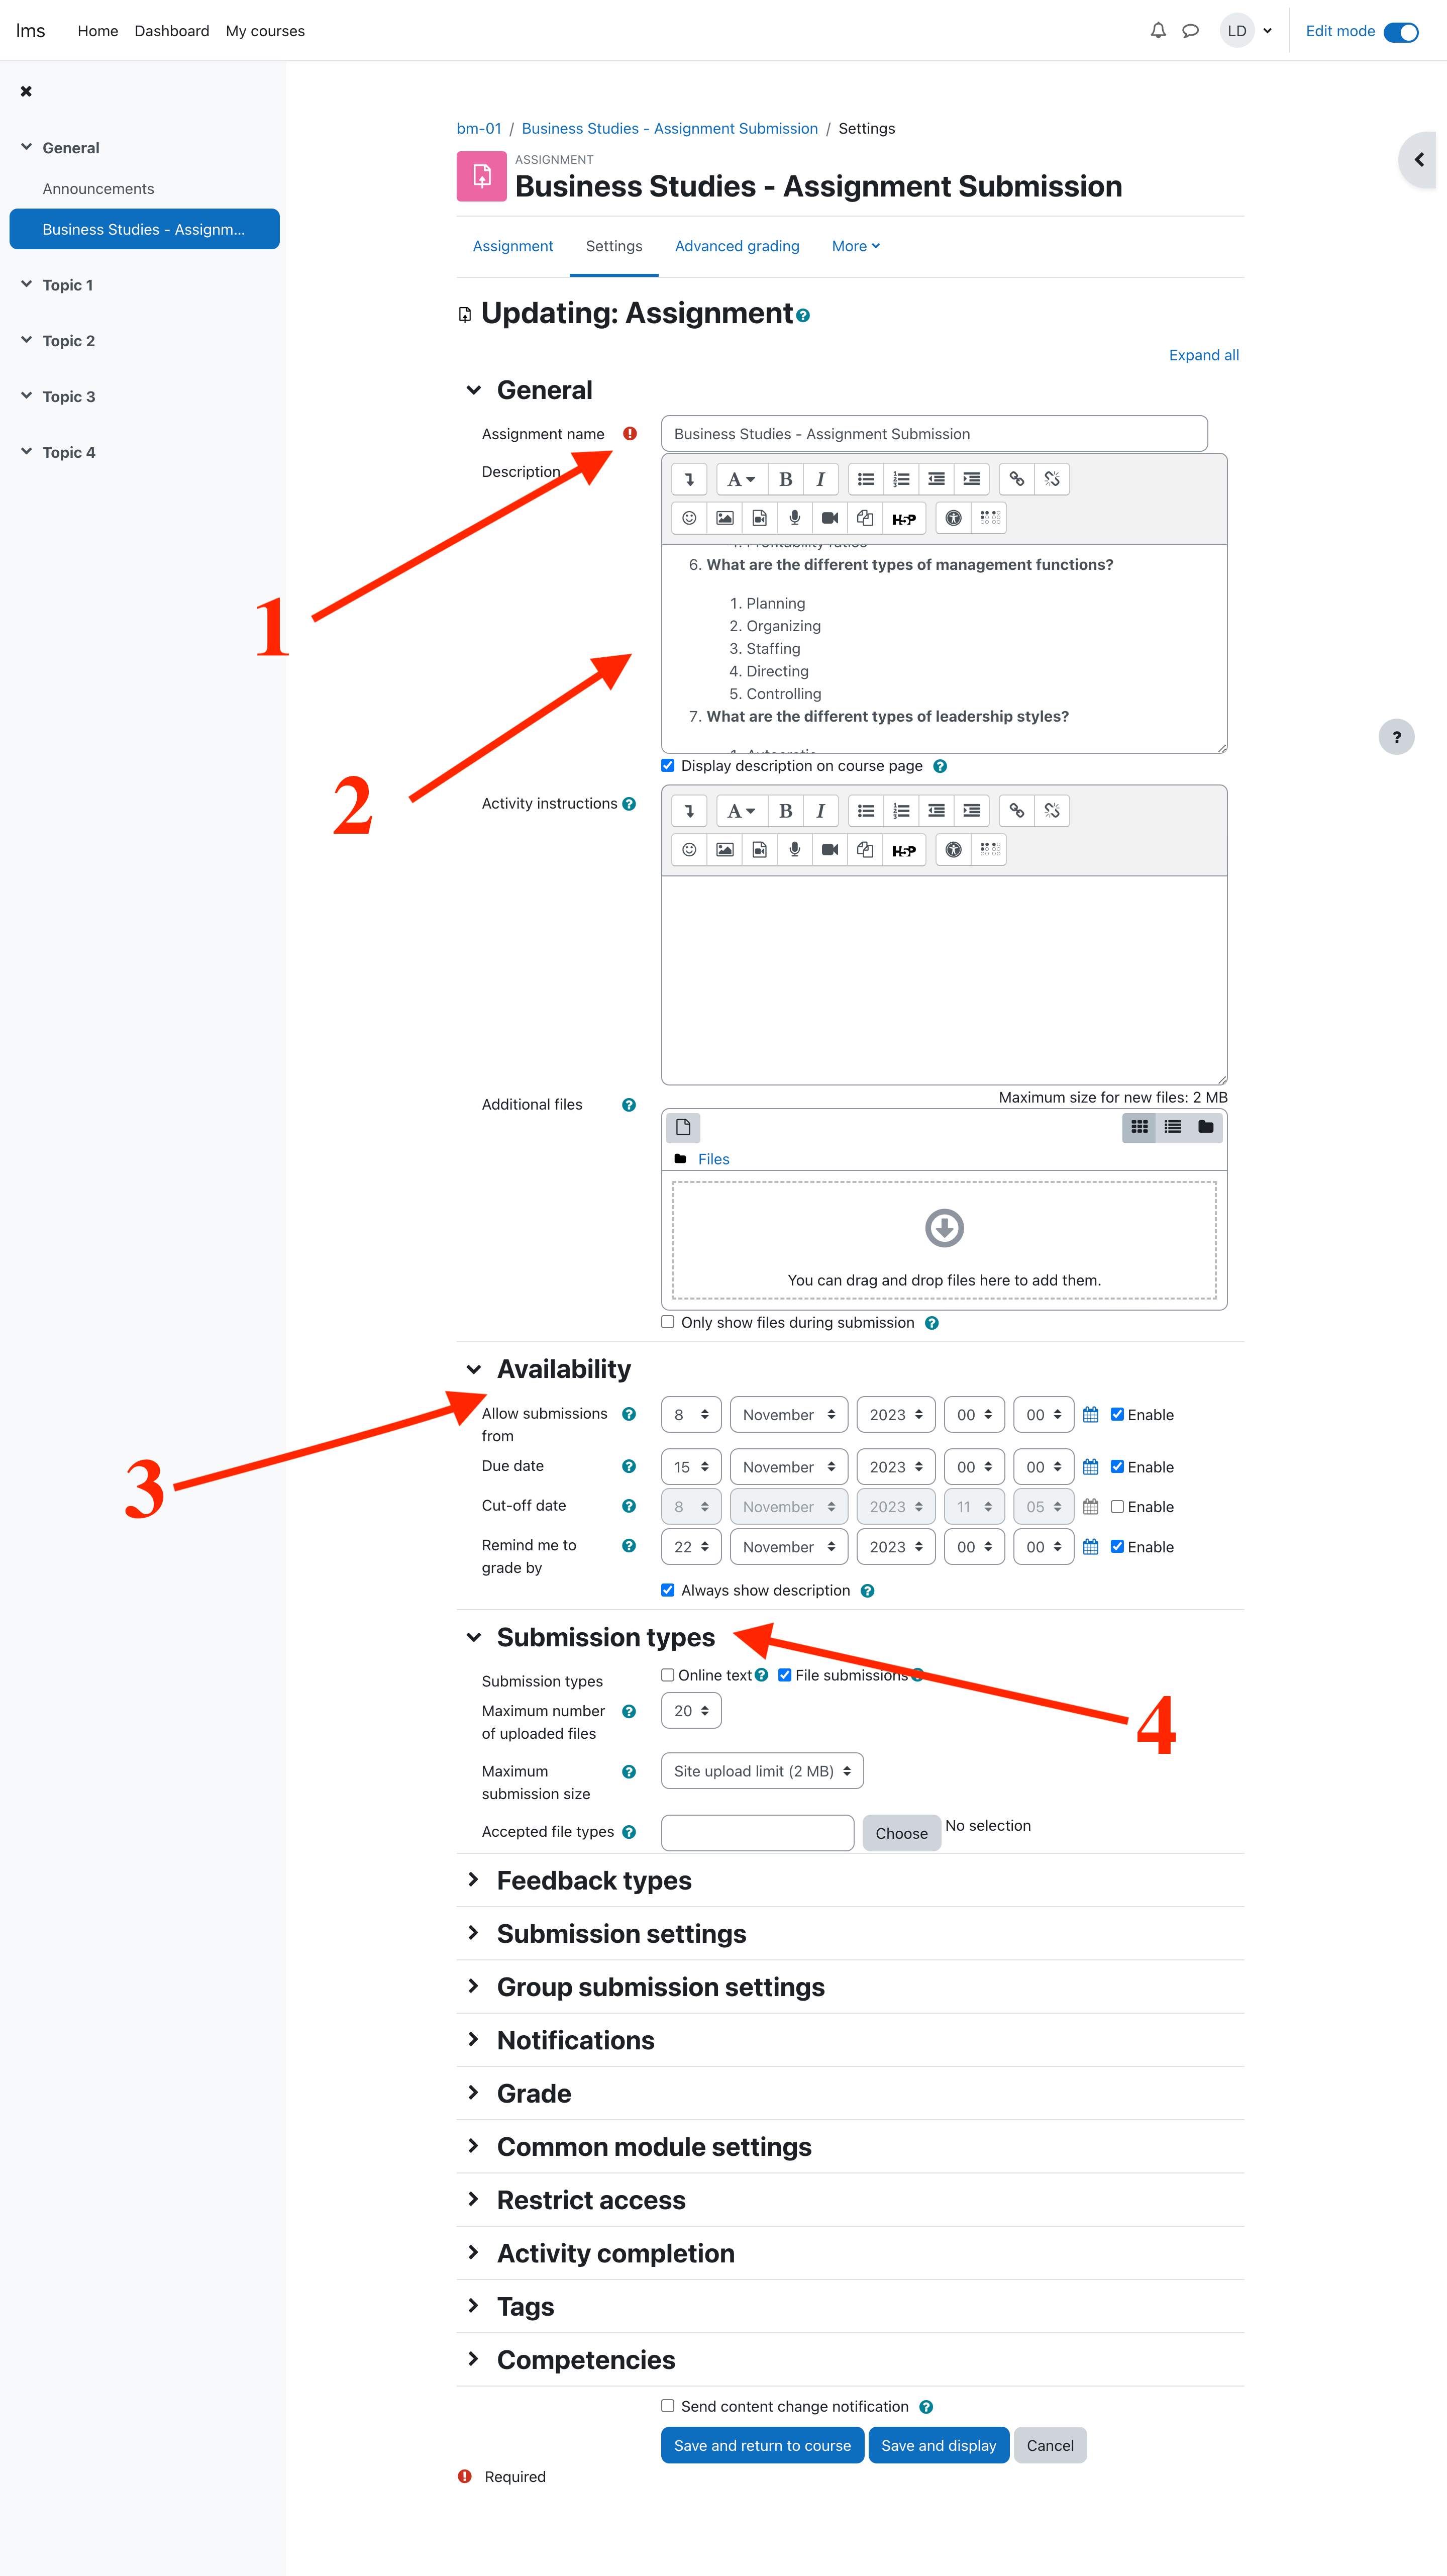 lms Home Dashboard My courses LD Edit mode
General
Announcements
Business Studies - Assignm...
Topic 1
Topic 2
Topic 3
Topic 4
bm-01 / Business Studies - Assignment Submission / Settings
ASSIGNMENT
Business Studies - Assignment Submission
Assignment Settings Advanced grading More
Updating: Assignment
Expand all
General
Assignment name Business Studies - Assignment Submission
Description
A B I
H5P
4. Profitability ratios
6. What are the different types of management functions?
1. Planning
2. Organizing
3. Staffing
4. Directing
5. Controlling
7. What are the different types of leadership styles?
1. Autocratic
Display description on course page
1
2
?
Activity instructions
A B I
H5P
Maximum size for new files: 2 MB
Additional files
Files
You can drag and drop files here to add them.
Only show files during submission
Availability
Allow submissions from 8 November 2023 00 00 Enable
Due date 15 November 2023 00 00 Enable
Cut-off date 8 November 2023 11 05 Enable
Remind me to grade by 22 November 2023 00 00 Enable
Always show description
3
Submission types
Submission types Online text File submissions
Maximum number of uploaded files 20
Maximum submission size Site upload limit (2 MB)
Accepted file types Choose No selection
4
Feedback types
Submission settings
Group submission settings
Notifications
Grade
Common module settings
Restrict access
Activity completion
Tags
Competencies
Send content change notification
Save and return to course Save and display Cancel
Required